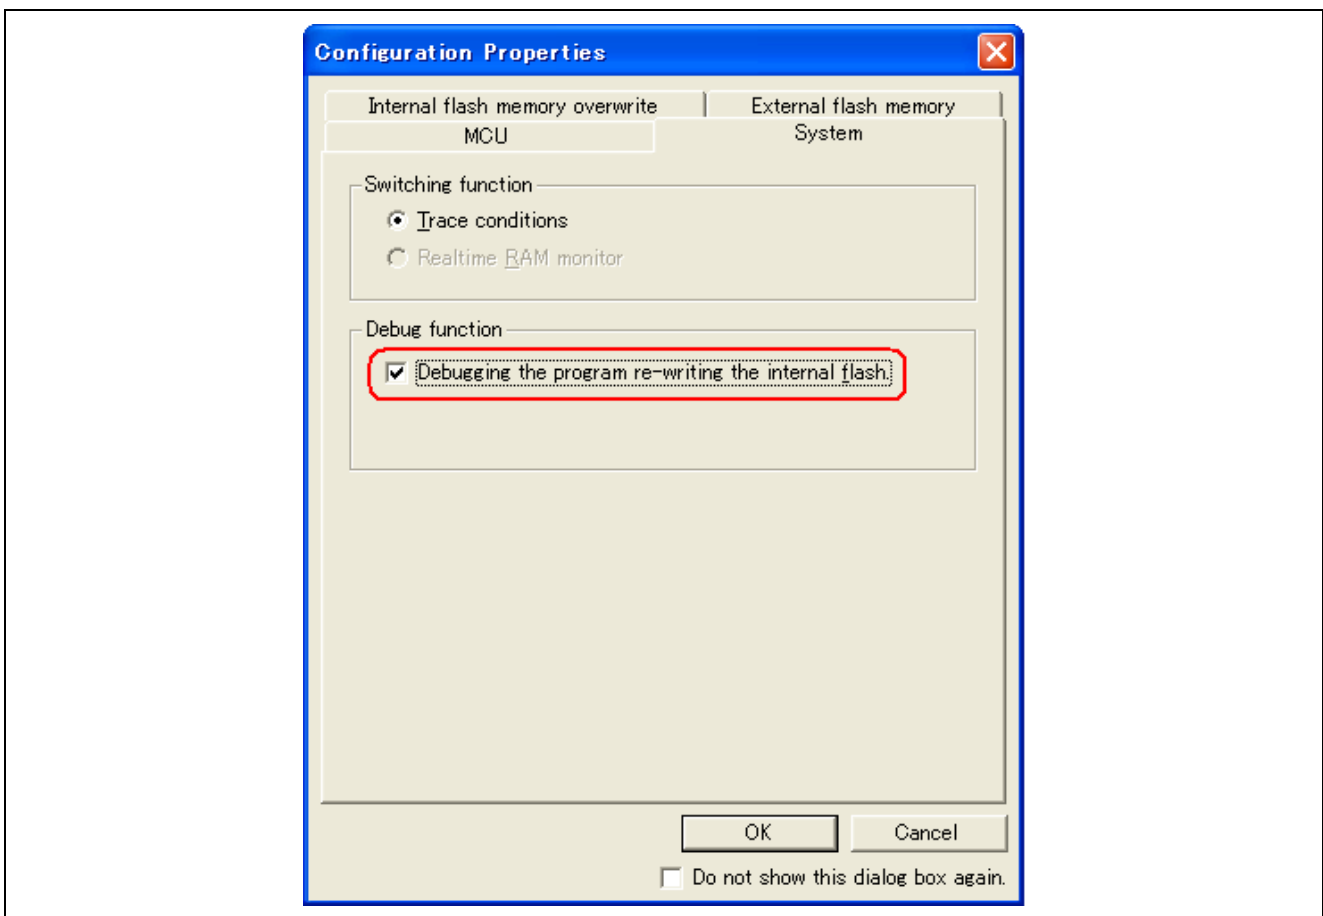 Configuration Properties
Internal flash memory overwrite
External flash memory
MCU
System
Switching function
Trace conditions
Realtime RAM monitor
Debug function
Debugging the program re-writing the internal flash.
OK
Cancel
Do not show this dialog box again.